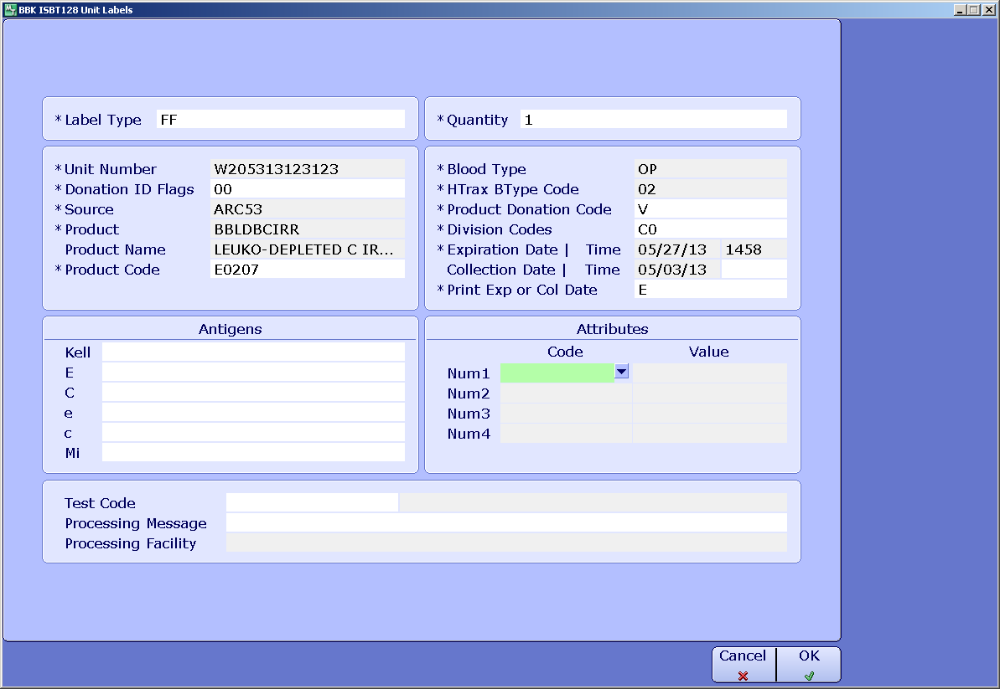 BBK ISBT128 Unit Labels
*Label Type FF
*Quantity 1
*Unit Number W205313123123
*Donation ID Flags 00
*Source ARC53
*Product BBLDBCIRR
Product Name LEUKO-DEPLETED C IR...
*Product Code E0207
*Blood Type OP
*HTrax BType Code 02
*Product Donation Code V
*Division Codes C0
*Expiration Date | Time 05/27/13 1458
Collection Date | Time 05/03/13
*Print Exp or Col Date E
Antigens
Kell
E
C
e
c
Mi
Attributes
Code Value
Num1
Num2
Num3
Num4
Test Code
Processing Message
Processing Facility
Cancel OK